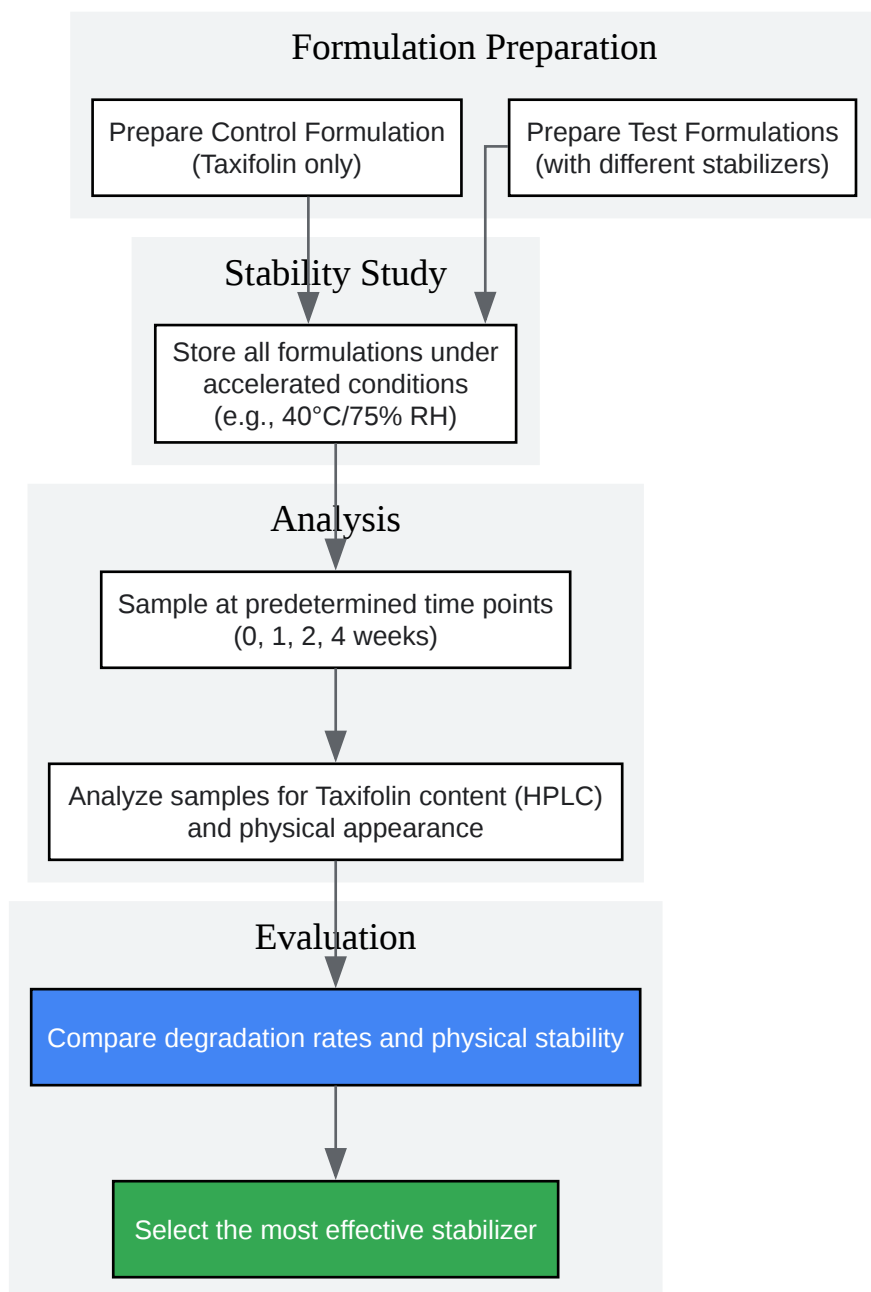 Formulation Preparation
Prepare Control Formulation
(Taxifolin only)
Prepare Test Formulations
(with different stabilizers)
Stability Study
Store all formulations under
accelerated conditions
(e.g., 40°C/75% RH)
Analysis
Sample at predetermined time points
(0, 1, 2, 4 weeks)
Analyze samples for Taxifolin content (HPLC)
and physical appearance
Evaluation
Compare degradation rates and physical stability
Select the most effective stabilizer